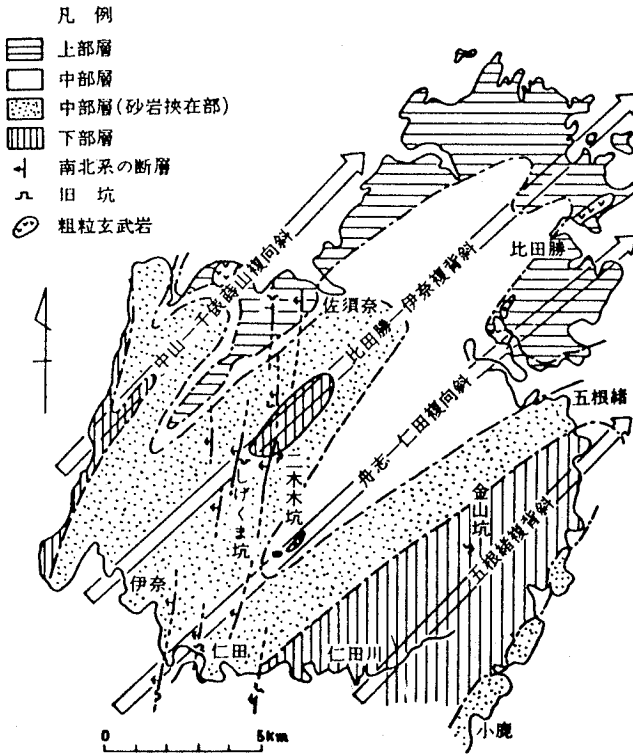 凡例
上部層
中部層
中部層(砂岩挟在部)
下部層
南北系の断層
旧坑
粗粒玄武岩
中山—千俵蒔山複向斜
佐須奈
比田勝—伊奈複背斜
比田勝
舟志—仁田複向斜
五根緒
二木木坑
しげくま坑
金山坑
五根緒複背斜
伊奈
仁田
仁田川
小鹿
0
5km